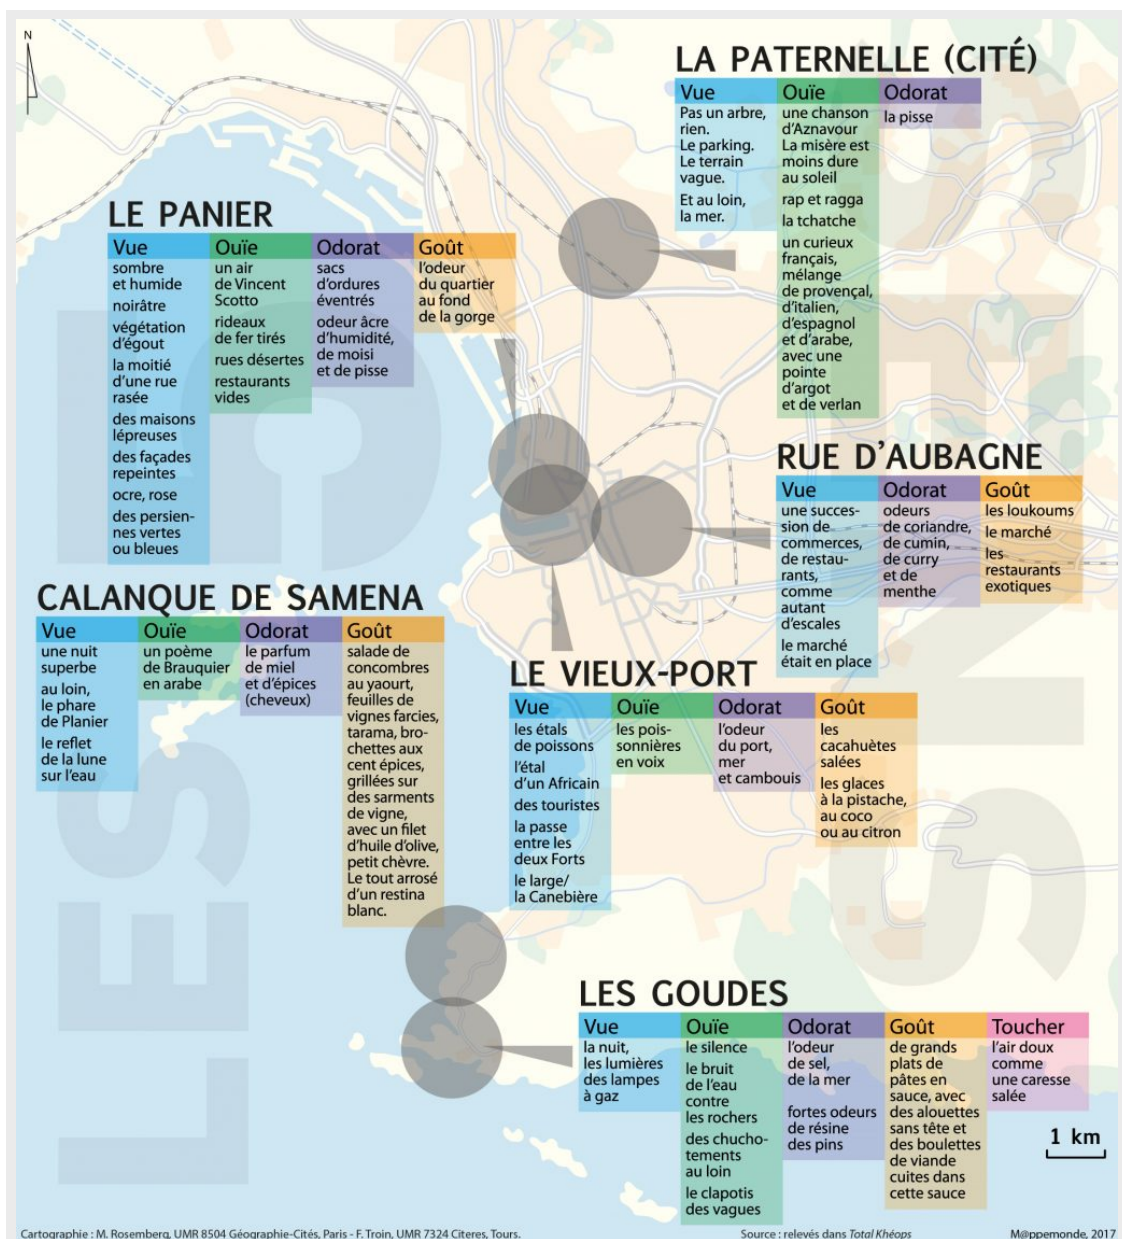 N
LA PATERNELLE (CITÉ)
Vue
Pas un arbre,
rien.
Le parking.
Le terrain
vague.
Et au loin,
la mer.
Ouïe
une chanson
d'Aznavour
La misère est
moins dure
au soleil
rap et ragga
la tchatche
un curieux
français,
mélange
de provençal,
d'italien,
d'espagnol
et d'arabe,
avec une
pointe
d'argot
et de verlan
Odorat
la pisse
LE PANIER
Vue
sombre
et humide
noirâtre
végétation
d'égout
la moitié
d'une rue
rasée
des maisons
lépreuses
des façades
repeintes
ocre, rose
des persien-
nes vertes
ou bleues
Ouïe
un air
de Vincent
Scotto
rideaux
de fer tirés
rues désertes
restaurants
vides
Odorat
sacs
d'ordures
éventrés
odeur âcre
d'humidité,
de moisi
et de pisse
Goût
l'odeur
du quartier
au fond
de la gorge
RUE D'AUBAGNE
Vue
une succes-
sion de
commerces,
de restau-
rants,
comme
autant
d'escales
le marché
était en place
Odorat
odeurs
de coriandre,
de cumin,
de curry
et de
menthe
Goût
les loukoums
le marché
les
restaurants
exotiques
CALANQUE DE SAMENA
Vue
une nuit
superbe
au loin,
le phare
de Planier
le reflet
de la lune
sur l'eau
Ouïe
un poème
de Brauquier
en arabe
Odorat
le parfum
de miel
et d'épices
(cheveux)
Goût
salade de
concombres
au yaourt,
feuilles de
vignes farcies,
tarama, bro-
chettes aux
cent épices,
grillées sur
des sarments
de vigne,
avec un filet
d'huile d'olive,
petit chèvre.
Le tout arrosé
d'un restina
blanc.
LE VIEUX-PORT
Vue
les étals
de poissons
l'étal
d'un Africain
des touristes
la passe
entre les
deux Forts
le large/
la Canebière
Ouïe
les pois-
sonnières
en voix
Odorat
l'odeur
du port,
mer
et cambouis
Goût
les
cacahuètes
salées
les glaces
à la pistache,
au coco
ou au citron
LES GOUDES
Vue
la nuit,
les lumières
des lampes
à gaz
Ouïe
le silence
le bruit
de l'eau
contre
les rochers
des chucho-
tements
au loin
le clapotis
des vagues
Odorat
l'odeur
de sel,
de la mer
fortes odeurs
de résine
des pins
Goût
de grands
plats de
pâtes en
sauce, avec
des alouettes
sans tête et
des boulettes
de viande
cuites dans
cette sauce
Toucher
l'air doux
comme
une caresse
salée
1 km
LES 5
SENS
Cartographie : M. Rosemberg, UMR 8504 Géographie-Cités, Paris - F. Troin, UMR 7324 Citeres, Tours.
Source : relevés dans Total Khéops
M@ppemonde, 2017